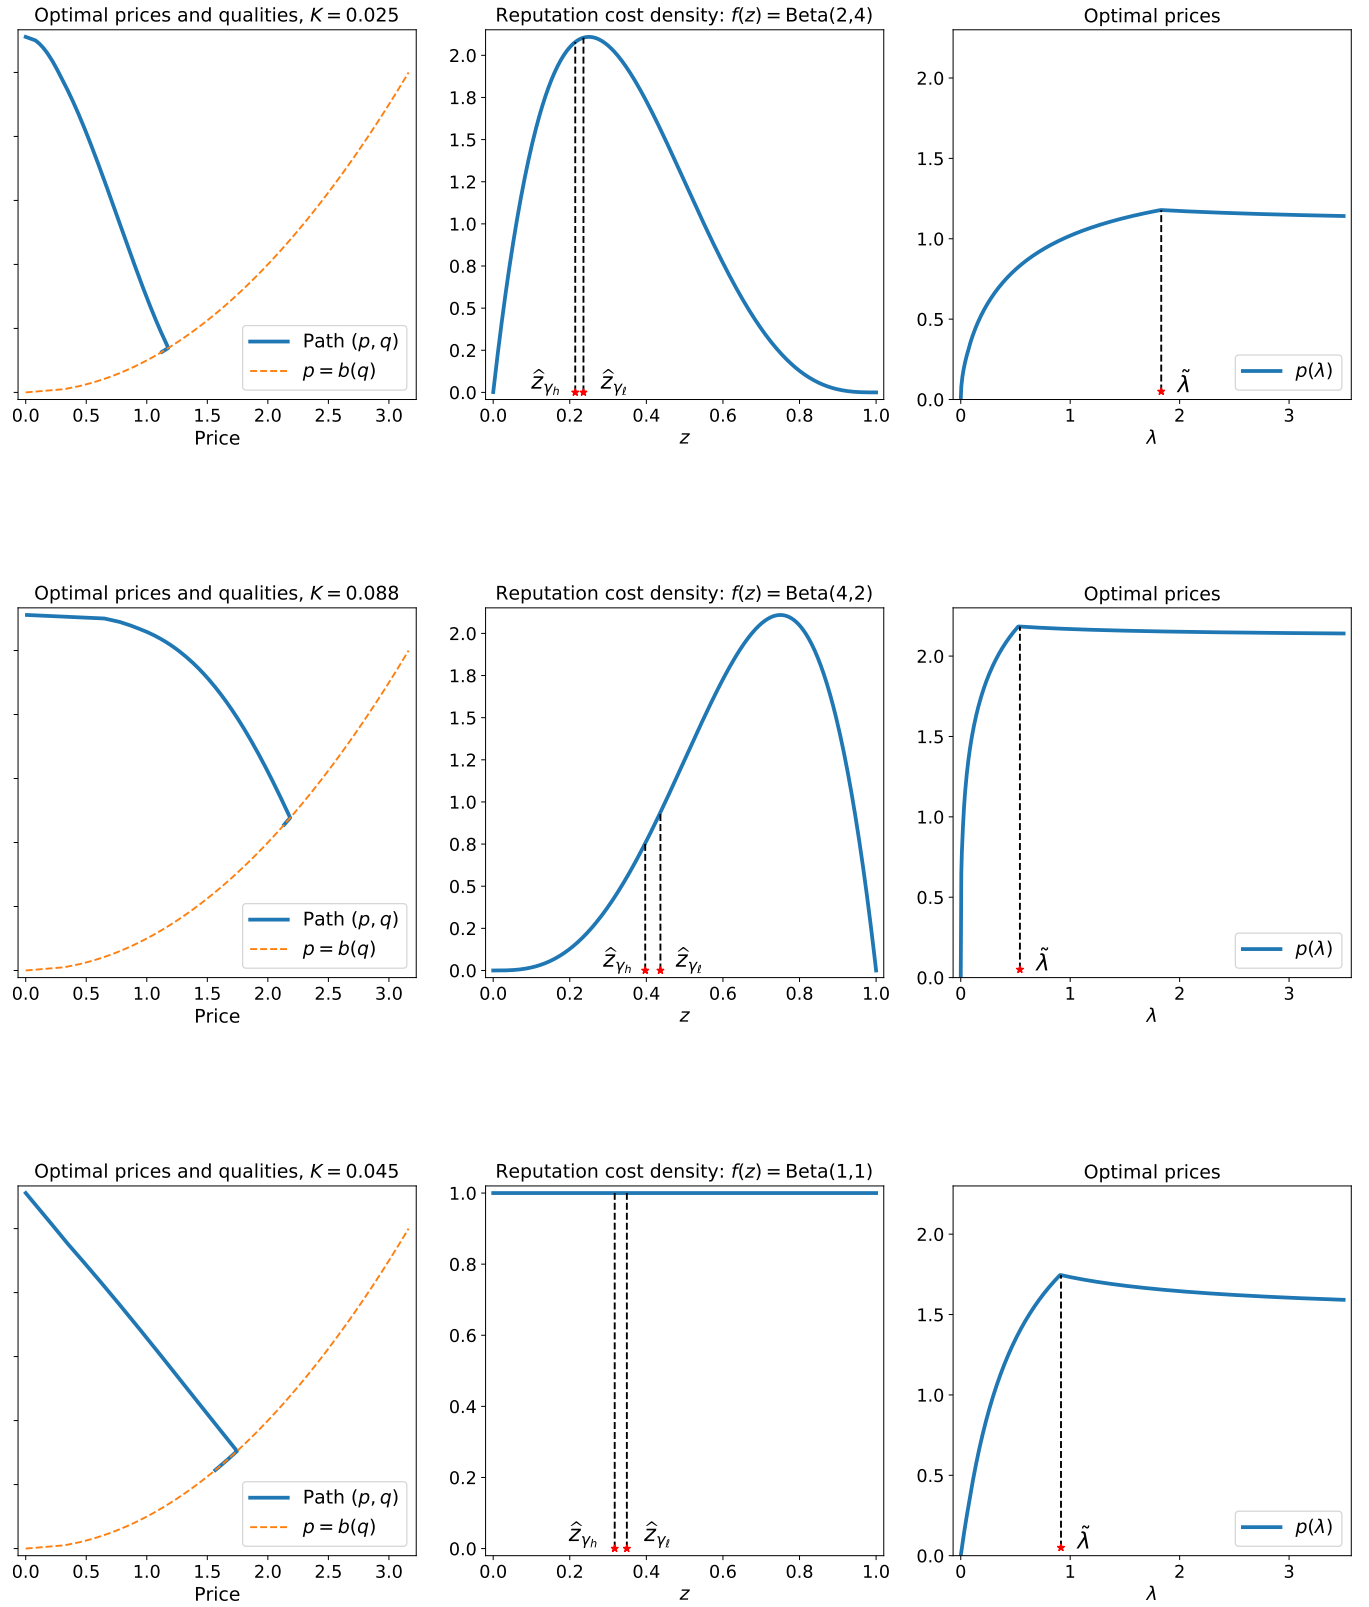 Optimal prices and qualities, K = 0.025
Path (p, q)
p = b(q)
0.0 0.5 1.0 1.5 2.0 2.5 3.0
Price
Reputation cost density: f(z) = Beta(2,4)
2.0
1.8
1.5
1.2
1.0
0.8
0.5
0.2
0.0
ẑγₕ ẑγℓ
0.0 0.2 0.4 0.6 0.8 1.0
z
Optimal prices
2.0
1.5
1.0
0.5
0.0
λ̃
p(λ)
0 1 2 3
λ
Optimal prices and qualities, K = 0.088
Path (p, q)
p = b(q)
0.0 0.5 1.0 1.5 2.0 2.5 3.0
Price
Reputation cost density: f(z) = Beta(4,2)
2.0
1.8
1.5
1.2
1.0
0.8
0.5
0.2
0.0
ẑγₕ ẑγℓ
0.0 0.2 0.4 0.6 0.8 1.0
z
Optimal prices
2.0
1.5
1.0
0.5
0.0
λ̃
p(λ)
0 1 2 3
λ
Optimal prices and qualities, K = 0.045
Path (p, q)
p = b(q)
0.0 0.5 1.0 1.5 2.0 2.5 3.0
Price
Reputation cost density: f(z) = Beta(1,1)
1.0
0.8
0.6
0.4
0.2
0.0
ẑγₕ ẑγℓ
0.0 0.2 0.4 0.6 0.8 1.0
z
Optimal prices
2.0
1.5
1.0
0.5
0.0
λ̃
p(λ)
0 1 2 3
λ